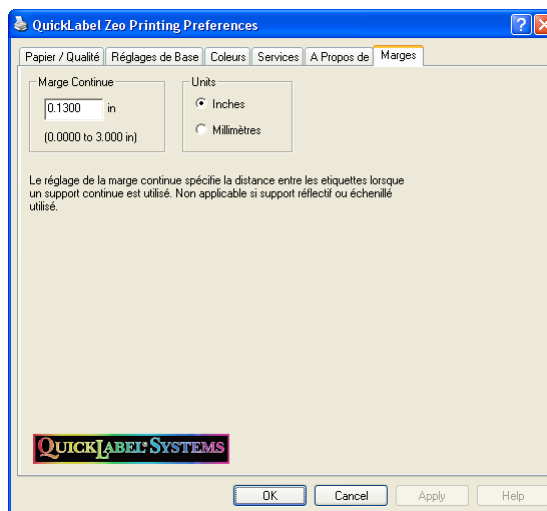 QuickLabel Zeo Printing Preferences
Papier / Qualité Réglages de Base Couleurs Services A Propos de Marges
Marge Continue
0.1300 in
(0.0000 to 3.000 in)
Units
Inches
Millimètres
Le réglage de la marge continue spécifie la distance entre les etiquettes lorsque
un support continue est utilisé. Non applicable si support réflectif ou échenillé
utilisé.
QUICKLABEL® SYSTEMS
OK Cancel Apply Help